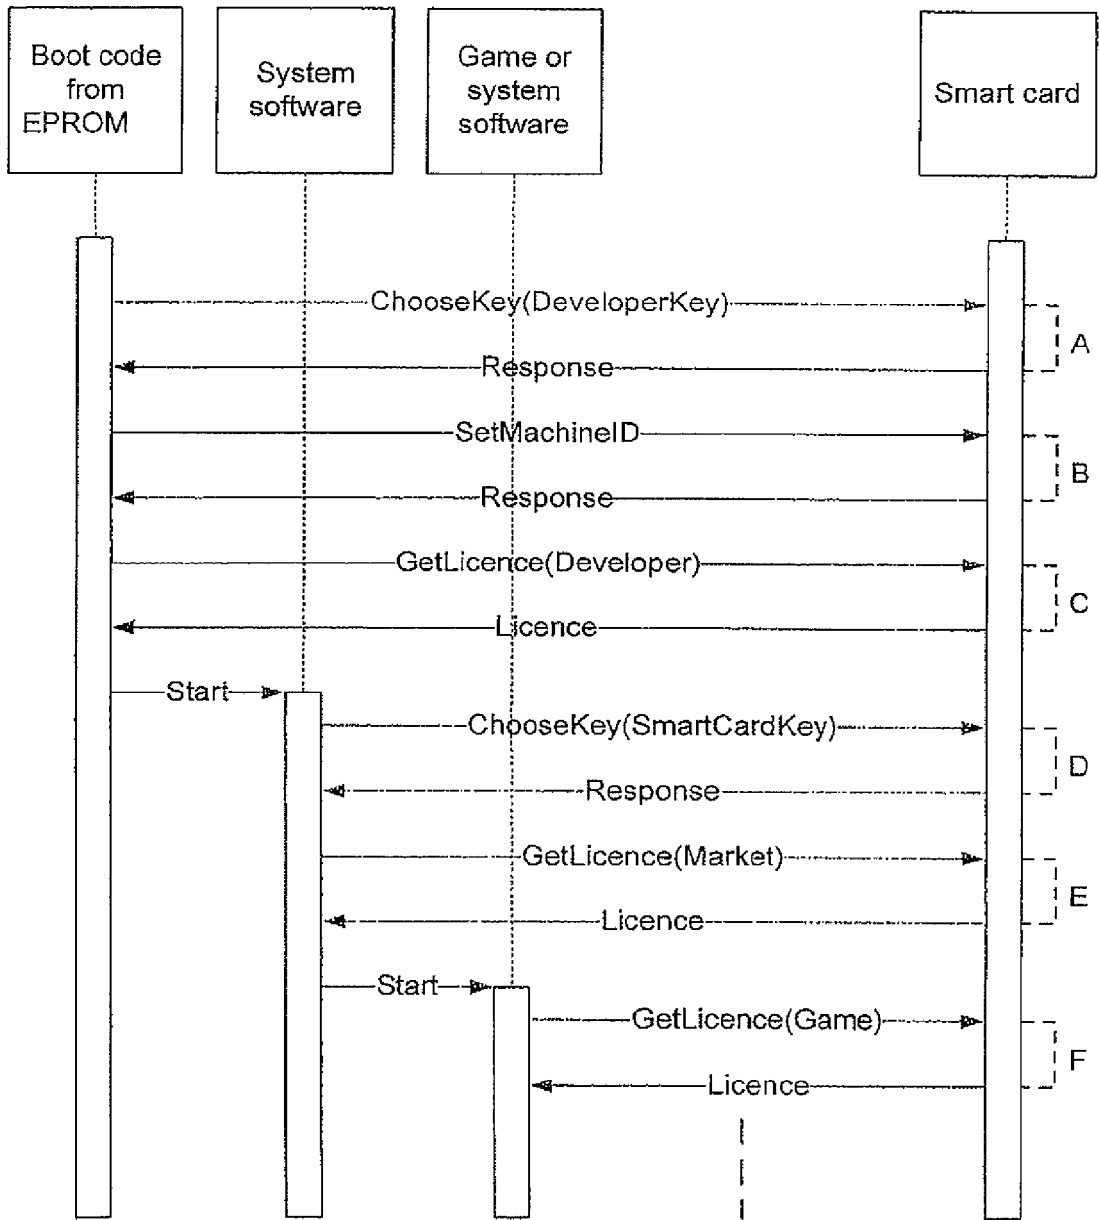 Boot code
from
EPROM
System
software
Game or
system
software
Smart card
ChooseKey(DeveloperKey)
A
Response
SetMachineID
B
Response
GetLicence(Developer)
C
Licence
Start
ChooseKey(SmartCardKey)
D
Response
GetLicence(Market)
E
Licence
Start
GetLicence(Game)
F
Licence